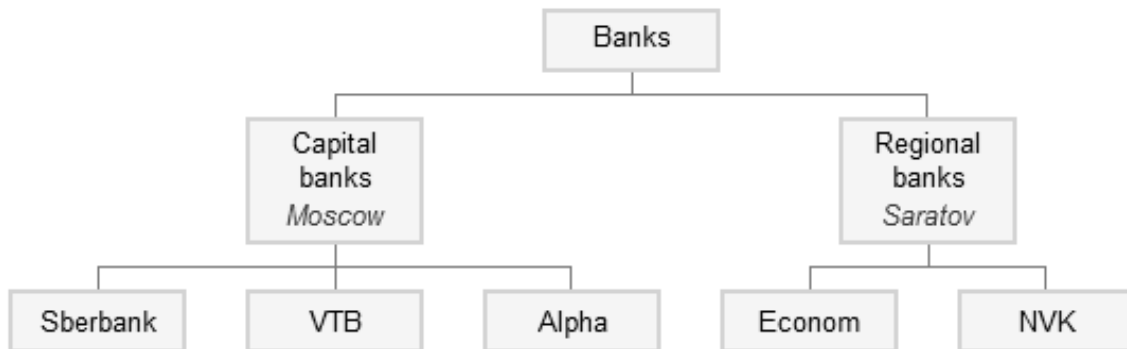 Banks
Capital
banks
Moscow
Regional
banks
Saratov
Sberbank
VTB
Alpha
Econom
NVK